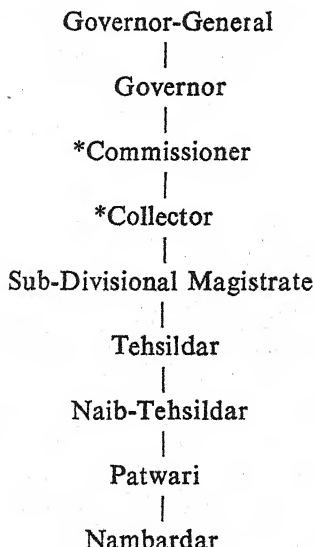 Governor-General
Governor
*Commissioner
*Collector
Sub-Divisional Magistrate
Tehsildar
Naib-Tehsildar
Patwari
Nambardar